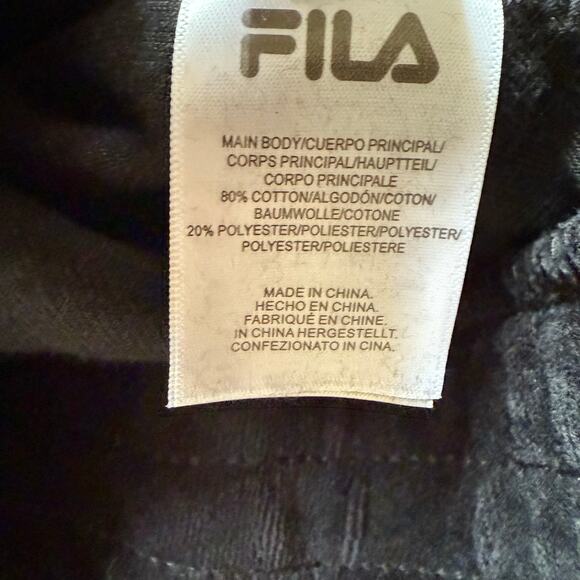 FILA
MAIN BODY/CUERPO PRINCIPAL/
CORPS PRINCIPAL/HAUPTTEIL/
CORPO PRINCIPALE
80% COTTON/ALGODÓN/COTON/
BAUMWOLLE/COTONE
20% POLYESTER/POLIESTER/POLYESTER/
POLYESTER/POLIESTERE
MADE IN CHINA.
HECHO EN CHINA.
FABRIQUÉ EN CHINE.
IN CHINA HERGESTELLT.
CONFEZIONATO IN CINA.